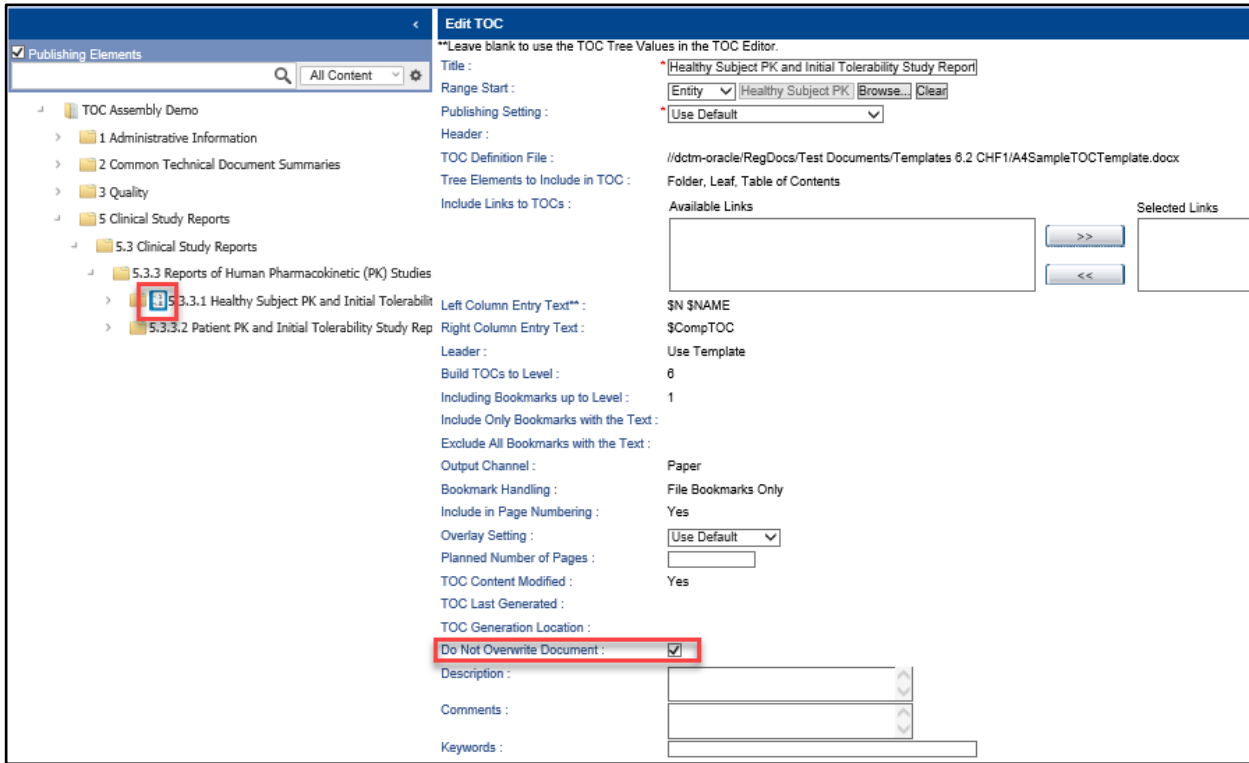 Edit TOC
Publishing Elements
All Content
TOC Assembly Demo
1 Administrative Information
2 Common Technical Document Summaries
3 Quality
5 Clinical Study Reports
5.3 Clinical Study Reports
5.3.3 Reports of Human Pharmacokinetic (PK) Studies
5.3.3.1 Healthy Subject PK and Initial Tolerabilit
5.3.3.2 Patient PK and Initial Tolerability Study Rep
**Leave blank to use the TOC Tree Values in the TOC Editor.
Title : * Healthy Subject PK and Initial Tolerability Study Report
Range Start : Entity Healthy Subject PK Browse... Clear
Publishing Setting : * Use Default
Header :
TOC Definition File : //dctm-oracle/RegDocs/Test Documents/Templates 6.2 CHF1/A4SampleTOCTemplate.docx
Tree Elements to Include in TOC : Folder, Leaf, Table of Contents
Include Links to TOCs : Available Links Selected Links
>>
<<
Left Column Entry Text** : $N $NAME
Right Column Entry Text : $CompTOC
Leader : Use Template
Build TOCs to Level : 6
Including Bookmarks up to Level : 1
Include Only Bookmarks with the Text :
Exclude All Bookmarks with the Text :
Output Channel : Paper
Bookmark Handling : File Bookmarks Only
Include in Page Numbering : Yes
Overlay Setting : Use Default
Planned Number of Pages :
TOC Content Modified : Yes
TOC Last Generated :
TOC Generation Location :
Do Not Overwrite Document :
Description :
Comments :
Keywords :